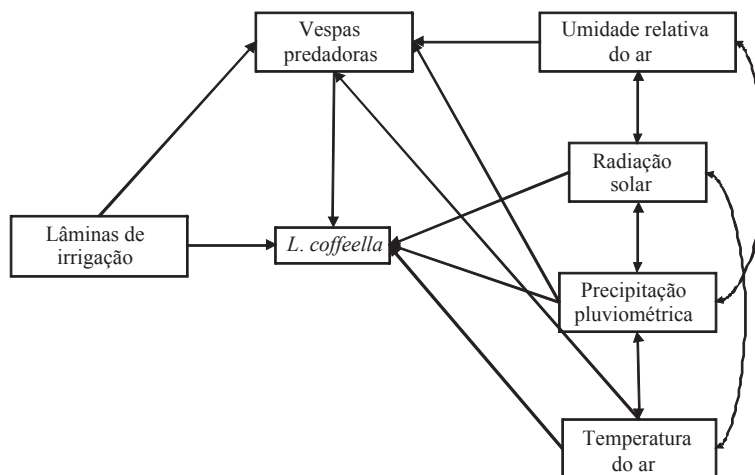 Vespas
predadoras
Umidade relativa
do ar
Radiação
solar
Lâminas de
irrigação
L. coffeella
Precipitação
pluviométrica
Temperatura
do ar